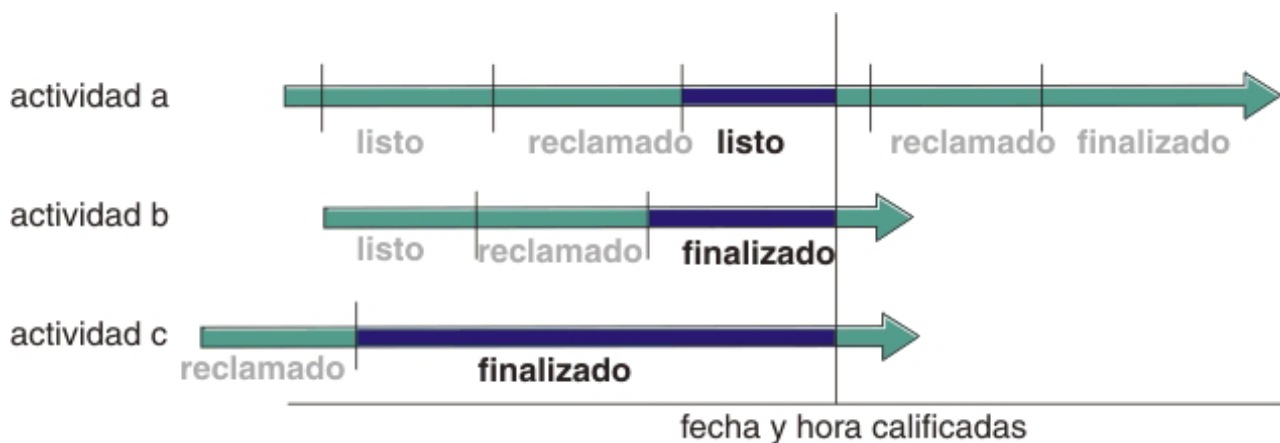 actividad a
listo reclamado listo reclamado finalizado
actividad b
listo reclamado finalizado
actividad c
reclamado finalizado
fecha y hora calificadas